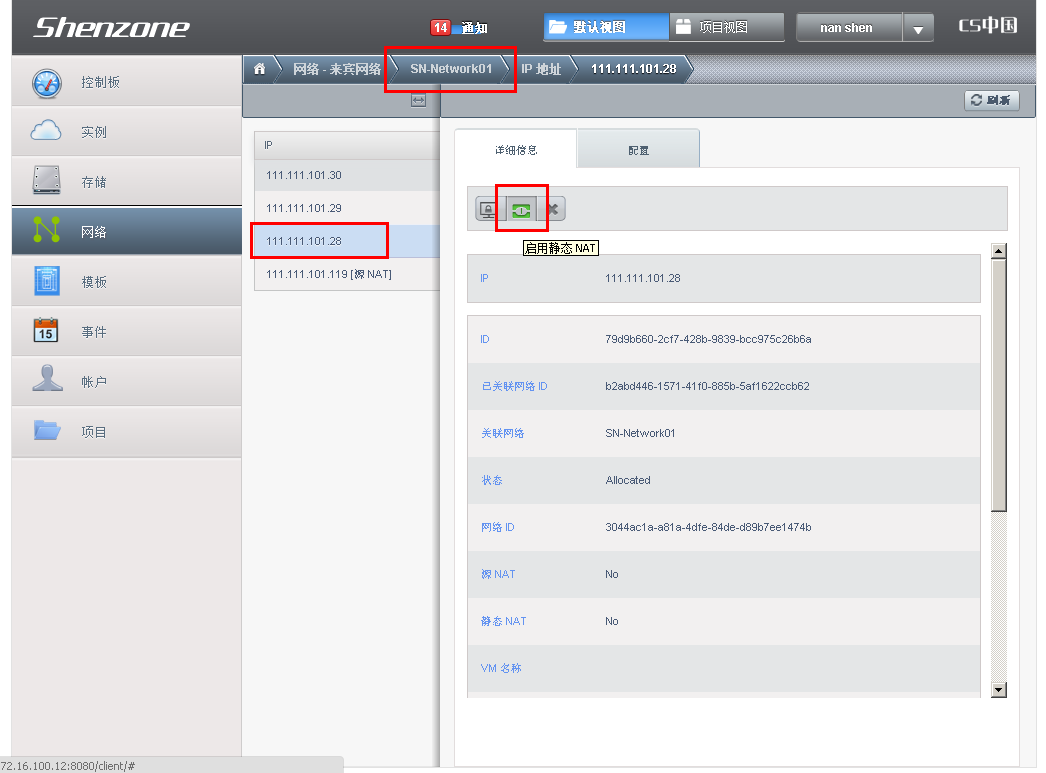 Shenzone
14 通知
默认视图
项目视图
nan shen
CS中国
控制板
实例
存储
网络
模板
15
事件
帐户
项目
网络 - 来宾网络
SN-Network01
IP 地址
111.111.101.28
刷新
IP
111.111.101.30
111.111.101.29
111.111.101.28
111.111.101.119 [源 NAT]
详细信息
配置
启用静态 NAT
IP 111.111.101.28
ID 79d9b660-2cf7-428b-9839-bcc975c26b6a
已关联网络 ID b2abd446-1571-41f0-885b-5af1622ccb62
关联网络 SN-Network01
状态 Allocated
网络 ID 3044ac1a-a81a-4dfe-84de-d89b7ee1474b
源 NAT No
静态 NAT No
VM 名称
72.16.100.12:8080/client/#